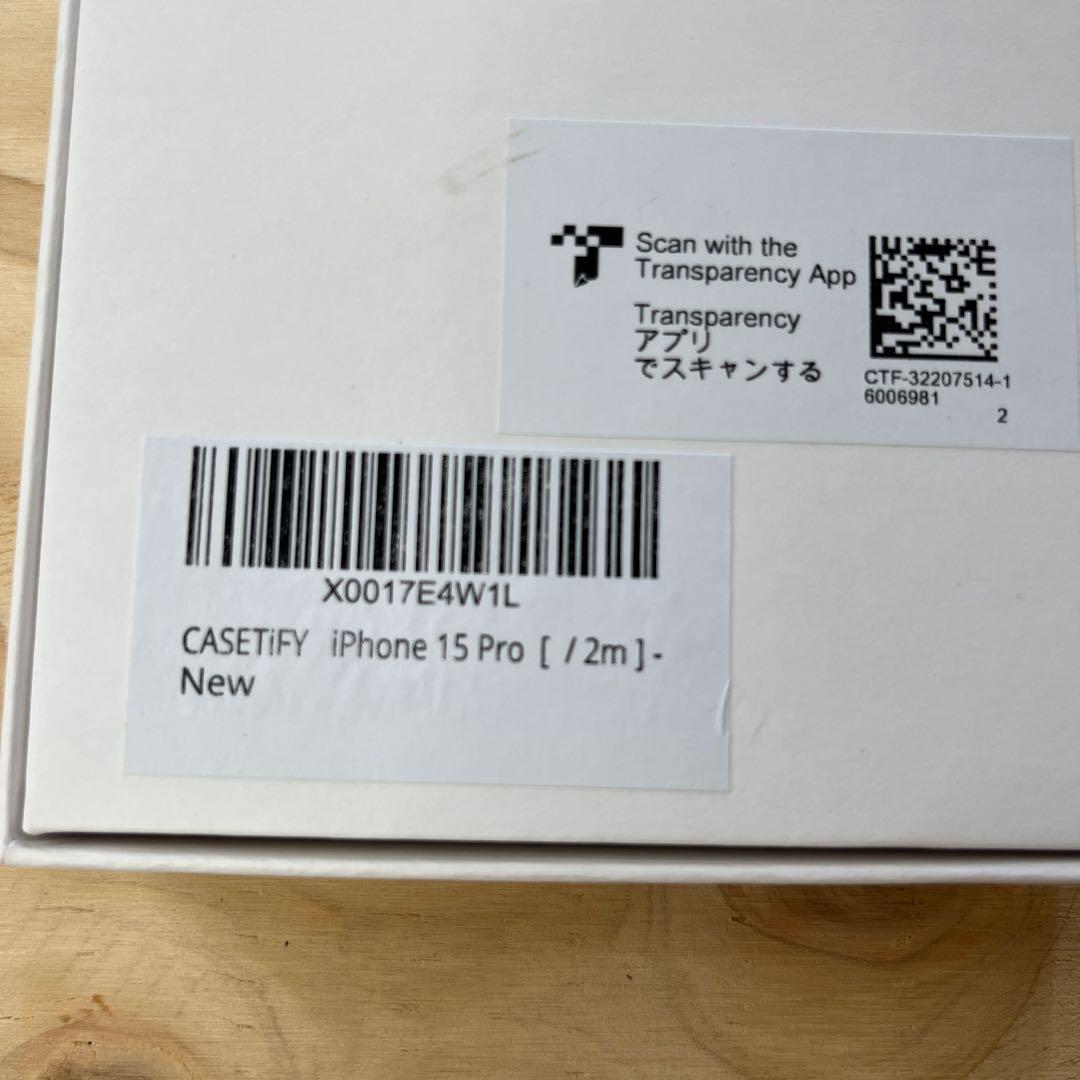 Scan with the
Transparency App
Transparency
アプリ
でスキャンする
CTF-32207514-1
6006981
2
X0017E4W1L
CASETiFY iPhone 15 Pro [ / 2m ] -
New